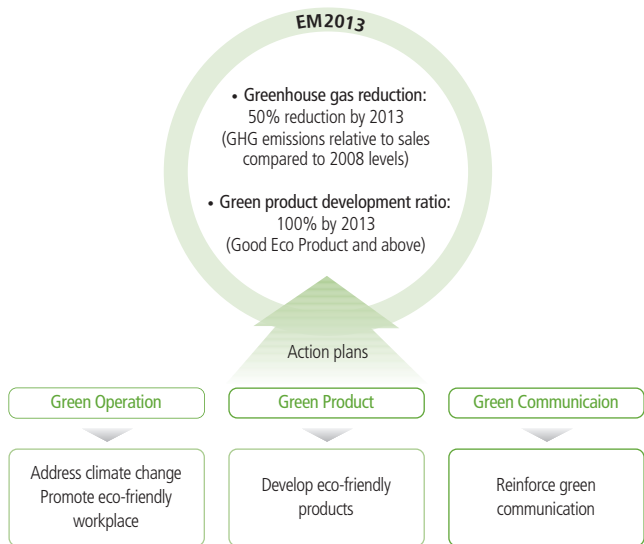 EM2013
• Greenhouse gas reduction:
50% reduction by 2013
(GHG emissions relative to sales
compared to 2008 levels)
• Green product development ratio:
100% by 2013
(Good Eco Product and above)
Action plans
Green Operation
Green Product
Green Communicaion
Address climate change
Promote eco-friendly
workplace
Develop eco-friendly
products
Reinforce green
communication